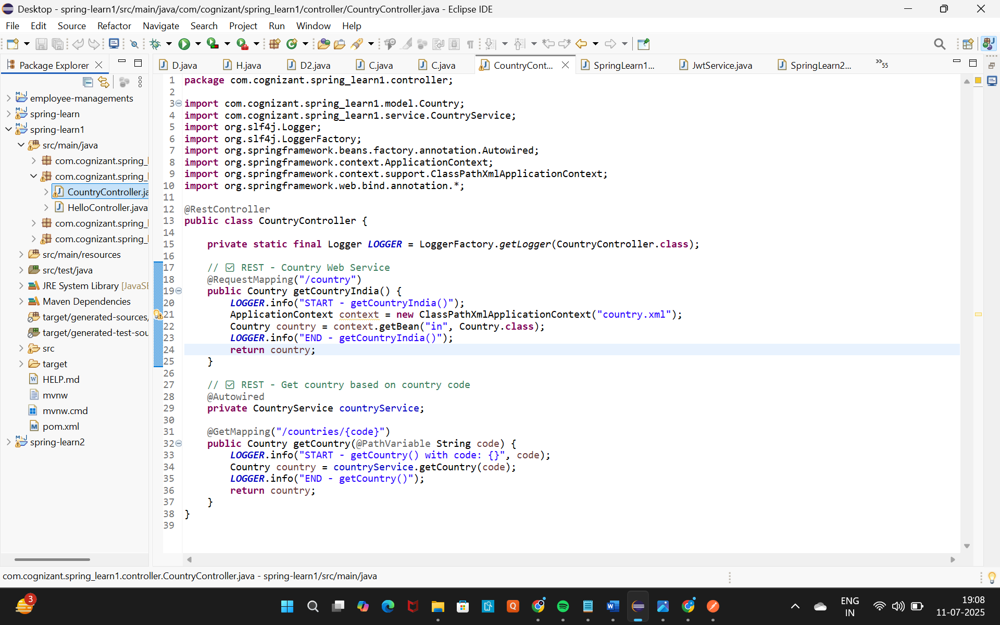 Desktop - spring-learn1/src/main/java/com/cognizant/spring_learn1/controller/CountryController.java - Eclipse IDE
File Edit Source Refactor Navigate Search Project Run Window Help
Package Explorer
D.java H.java D2.java C.java C.java CountryCont... SpringLearn1... JwtService.java SpringLearn2... »55
employee-managements
spring-learn
spring-learn1
src/main/java
com.cognizant.spring_l
com.cognizant.spring_l
CountryController.ja
HelloController.java
com.cognizant.spring_l
com.cognizant.spring_l
src/main/resources
src/test/java
JRE System Library [JavaSE
Maven Dependencies
target/generated-sources/
target/generated-test-sou
src
target
HELP.md
mvnw
mvnw.cmd
pom.xml
spring-learn2
1 package com.cognizant.spring_learn1.controller;
2
3 import com.cognizant.spring_learn1.model.Country;
4 import com.cognizant.spring_learn1.service.CountryService;
5 import org.slf4j.Logger;
6 import org.slf4j.LoggerFactory;
7 import org.springframework.beans.factory.annotation.Autowired;
8 import org.springframework.context.ApplicationContext;
9 import org.springframework.context.support.ClassPathXmlApplicationContext;
10 import org.springframework.web.bind.annotation.*;
11
12 @RestController
13 public class CountryController {
14
15     private static final Logger LOGGER = LoggerFactory.getLogger(CountryController.class);
16
17     // ☑ REST - Country Web Service
18     @RequestMapping("/country")
19     public Country getCountryIndia() {
20         LOGGER.info("START - getCountryIndia()");
21         ApplicationContext context = new ClassPathXmlApplicationContext("country.xml");
22         Country country = context.getBean("in", Country.class);
23         LOGGER.info("END - getCountryIndia()");
24         return country;
25     }
26
27     // ☑ REST - Get country based on country code
28     @Autowired
29     private CountryService countryService;
30
31     @GetMapping("/countries/{code}")
32     public Country getCountry(@PathVariable String code) {
33         LOGGER.info("START - getCountry() with code: {}", code);
34         Country country = countryService.getCountry(code);
35         LOGGER.info("END - getCountry()");
36         return country;
37     }
38 }
39
com.cognizant.spring_learn1.controller.CountryController.java - spring-learn1/src/main/java
3
ENG
IN
19:08
11-07-2025